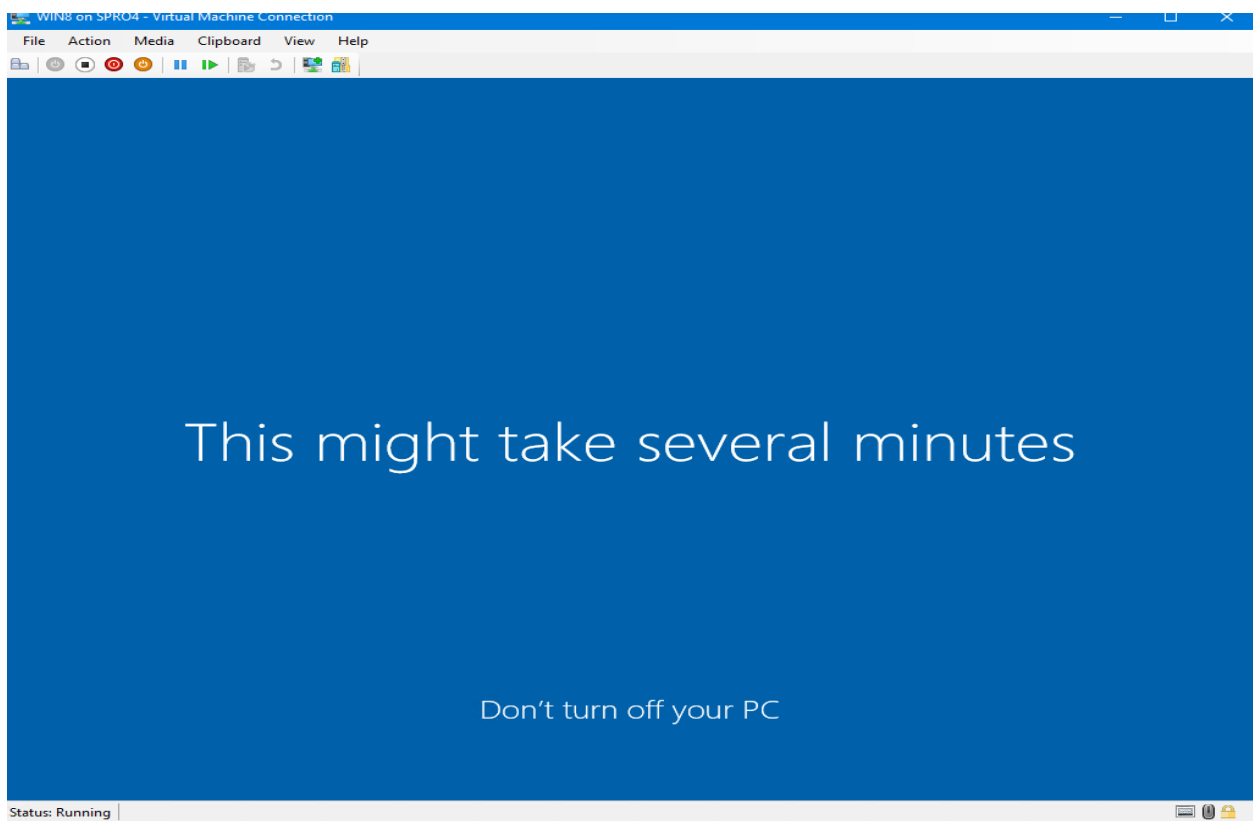 WIN8 on SPRO4 - Virtual Machine Connection
File Action Media Clipboard View Help
This might take several minutes
Don't turn off your PC
Status: Running